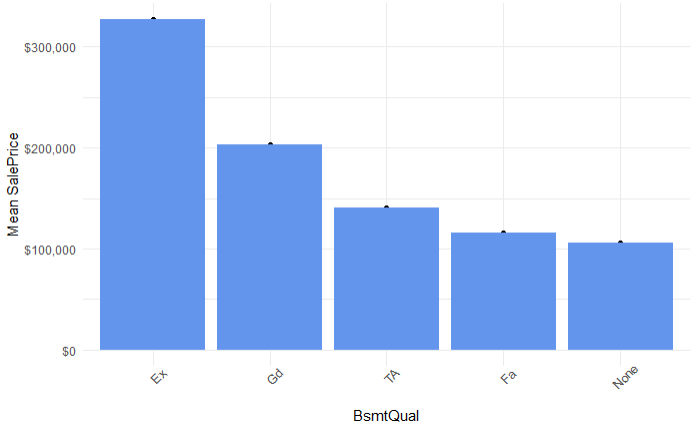 $300,000
$200,000
$100,000
$0
Mean SalePrice
Ex
Gd
TA
Fa
None
BsmtQual